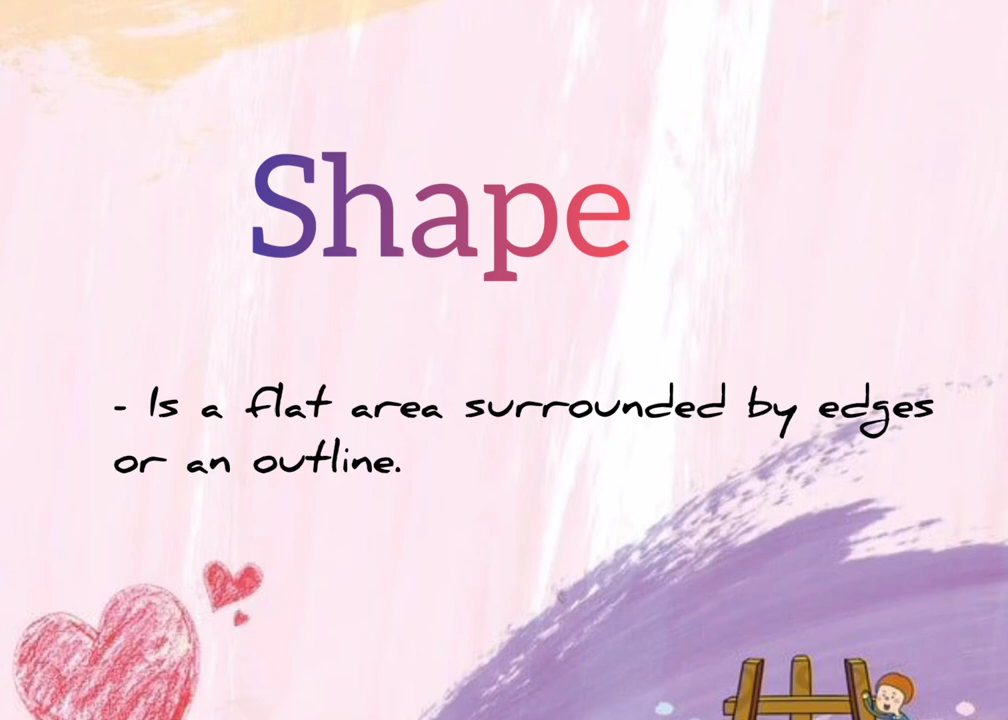 Shape
- Is a flat area surrounded by edges
or an outline.